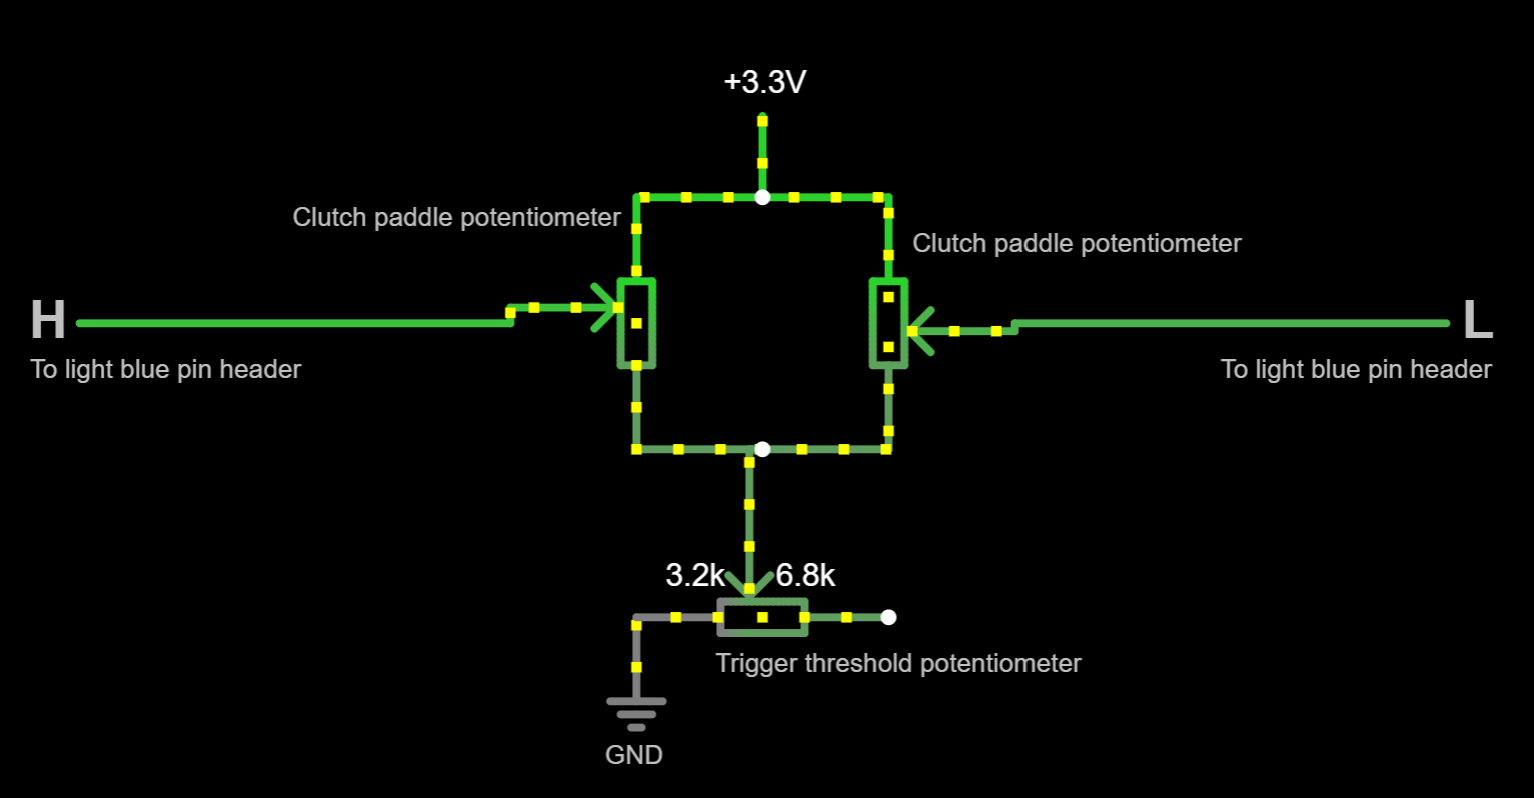 +3.3V
Clutch paddle potentiometer
Clutch paddle potentiometer
H
L
To light blue pin header
To light blue pin header
3.2k
6.8k
Trigger threshold potentiometer
GND